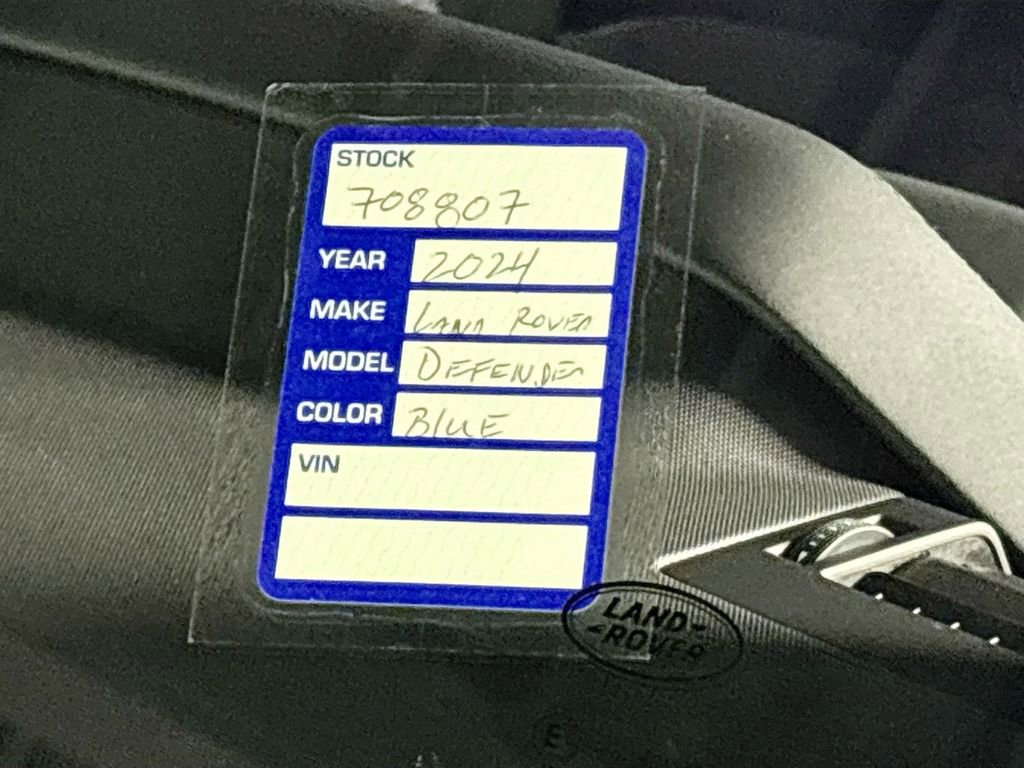 STOCK
708807
YEAR 2024
MAKE LAND ROVER
MODEL DEFENDER
COLOR BLUE
VIN
LAND
ROVER
E